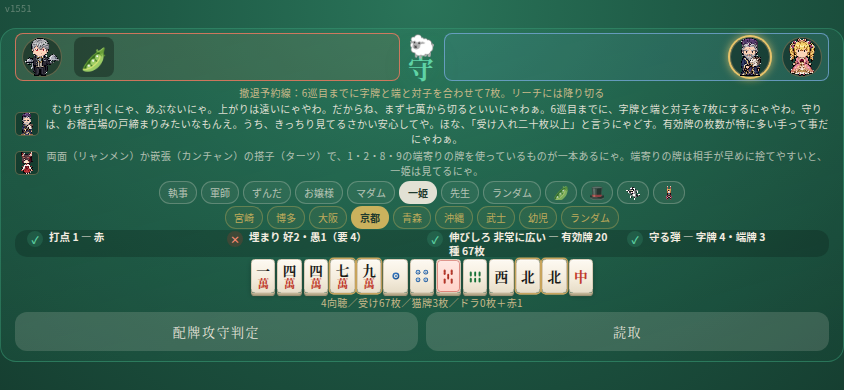 v1551
守
撤退予約線：6巡目までに字牌と端と対子を合わせて7枚。リーチには降り切る
むりせず引くにゃ、あぶないにゃ。上がりは遠いにゃやわ。だからね、まず七萬から切るといいにゃわぁ。6巡目までに、字牌と端と対子を7枚にするにゃやわ。守り
は、お稽古場の戸締まりみたいなもんえ。うち、きっちり見てるさかい安心してや。ほな、「受け入れ二十枚以上」と言うにゃどす。有効牌の枚数が特に多い手って事だ
にゃわぁ。
両面（リャンメン）か嵌張（カンチャン）の搭子（ターツ）で、1・2・8・9の端寄りの牌を使っているものが一本あるにゃ。端寄りの牌は相手が早めに捨てやすいと、
一姫は見てるにゃ。
執事 軍師 ずんだ お嬢様 マダム 一姫 先生 ランダム
宮崎 博多 大阪 京都 青森 沖縄 武士 幼児 ランダム
✓ 打点 1 — 赤
✕ 埋まり 好2・愚1（要 4）
✓ 伸びしろ 非常に広い — 有効牌 20
種 67枚
✓ 守る弾 — 字牌 4・端牌 3
一萬 四萬 四萬 七萬 九萬 西 北 北 中
4向聴／受け67枚／猫牌3枚／ドラ0枚＋赤1
配牌攻守判定
読取